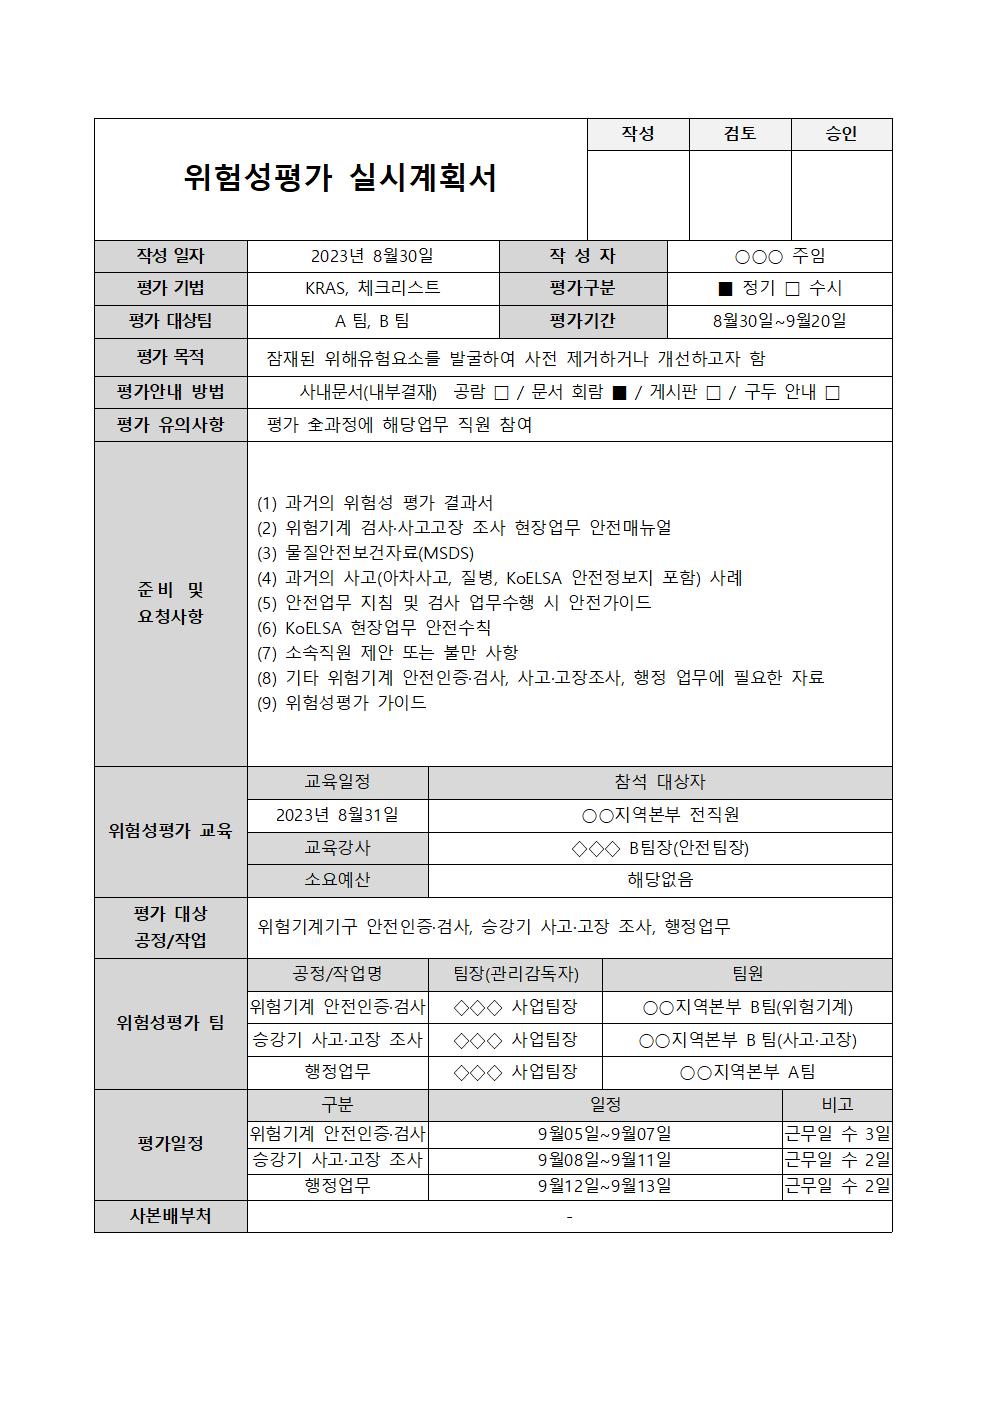 위험성평가 실시계획서
작성 검토 승인
작성 일자 2023년 8월30일 작 성 자 ○○○ 주임
평가 기법 KRAS, 체크리스트 평가구분 ■ 정기 □ 수시
평가 대상팀 A 팀, B 팀 평가기간 8월30일~9월20일
평가 목적 잠재된 위해유험요소를 발굴하여 사전 제거하거나 개선하고자 함
평가안내 방법 사내문서(내부결재) 공람 □ / 문서 회람 ■ / 게시판 □ / 구두 안내 □
평가 유의사항 평가 全과정에 해당업무 직원 참여
준비 및
요청사항
(1) 과거의 위험성 평가 결과서
(2) 위험기계 검사·사고고장 조사 현장업무 안전매뉴얼
(3) 물질안전보건자료(MSDS)
(4) 과거의 사고(아차사고, 질병, KoELSA 안전정보지 포함) 사례
(5) 안전업무 지침 및 검사 업무수행 시 안전가이드
(6) KoELSA 현장업무 안전수칙
(7) 소속직원 제안 또는 불만 사항
(8) 기타 위험기계 안전인증·검사, 사고·고장조사, 행정 업무에 필요한 자료
(9) 위험성평가 가이드
위험성평가 교육
교육일정 참석 대상자
2023년 8월31일 ○○지역본부 전직원
교육강사 ◇◇◇ B팀장(안전팀장)
소요예산 해당없음
평가 대상
공정/작업
위험기계기구 안전인증·검사, 승강기 사고·고장 조사, 행정업무
위험성평가 팀
공정/작업명 팀장(관리감독자) 팀원
위험기계 안전인증·검사 ◇◇◇ 사업팀장 ○○지역본부 B팀(위험기계)
승강기 사고·고장 조사 ◇◇◇ 사업팀장 ○○지역본부 B팀(사고·고장)
행정업무 ◇◇◇ 사업팀장 ○○지역본부 A팀
평가일정
구분 일정 비고
위험기계 안전인증·검사 9월05일~9월07일 근무일 수 3일
승강기 사고·고장 조사 9월08일~9월11일 근무일 수 2일
행정업무 9월12일~9월13일 근무일 수 2일
사본배부처 -